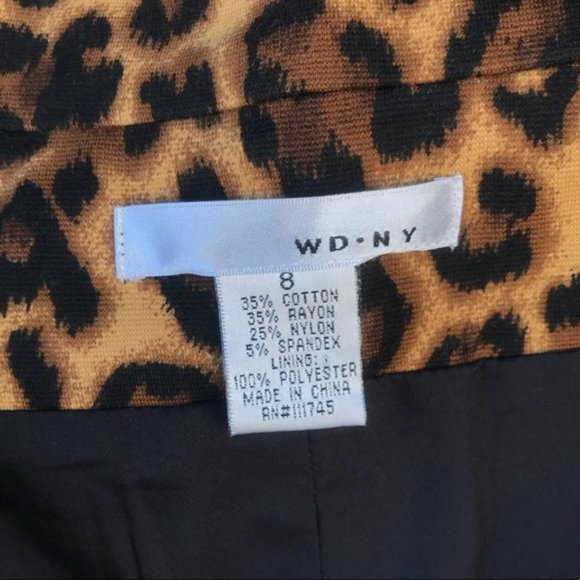 WD·NY
8
35% COTTON
35% RAYON
25% NYLON
5% SPANDEX
LINING:
100% POLYESTER
MADE IN CHINA
RN#111745